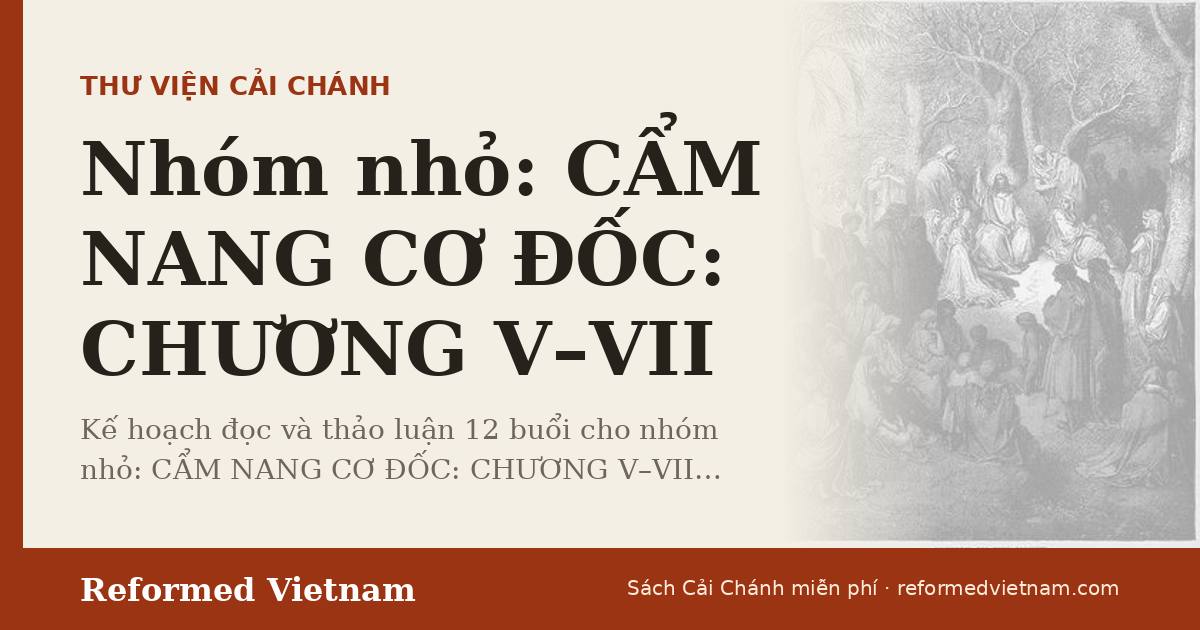 THƯ VIỆN CẢI CHÁNH
Nhóm nhỏ: CẨM
NANG CƠ ĐỐC:
CHƯƠNG V–VII
Kế hoạch đọc và thảo luận 12 buổi cho nhóm
nhỏ: CẨM NANG CƠ ĐỐC: CHƯƠNG V–VII…
Reformed Vietnam
Sách Cải Chánh miễn phí · reformedvietnam.com